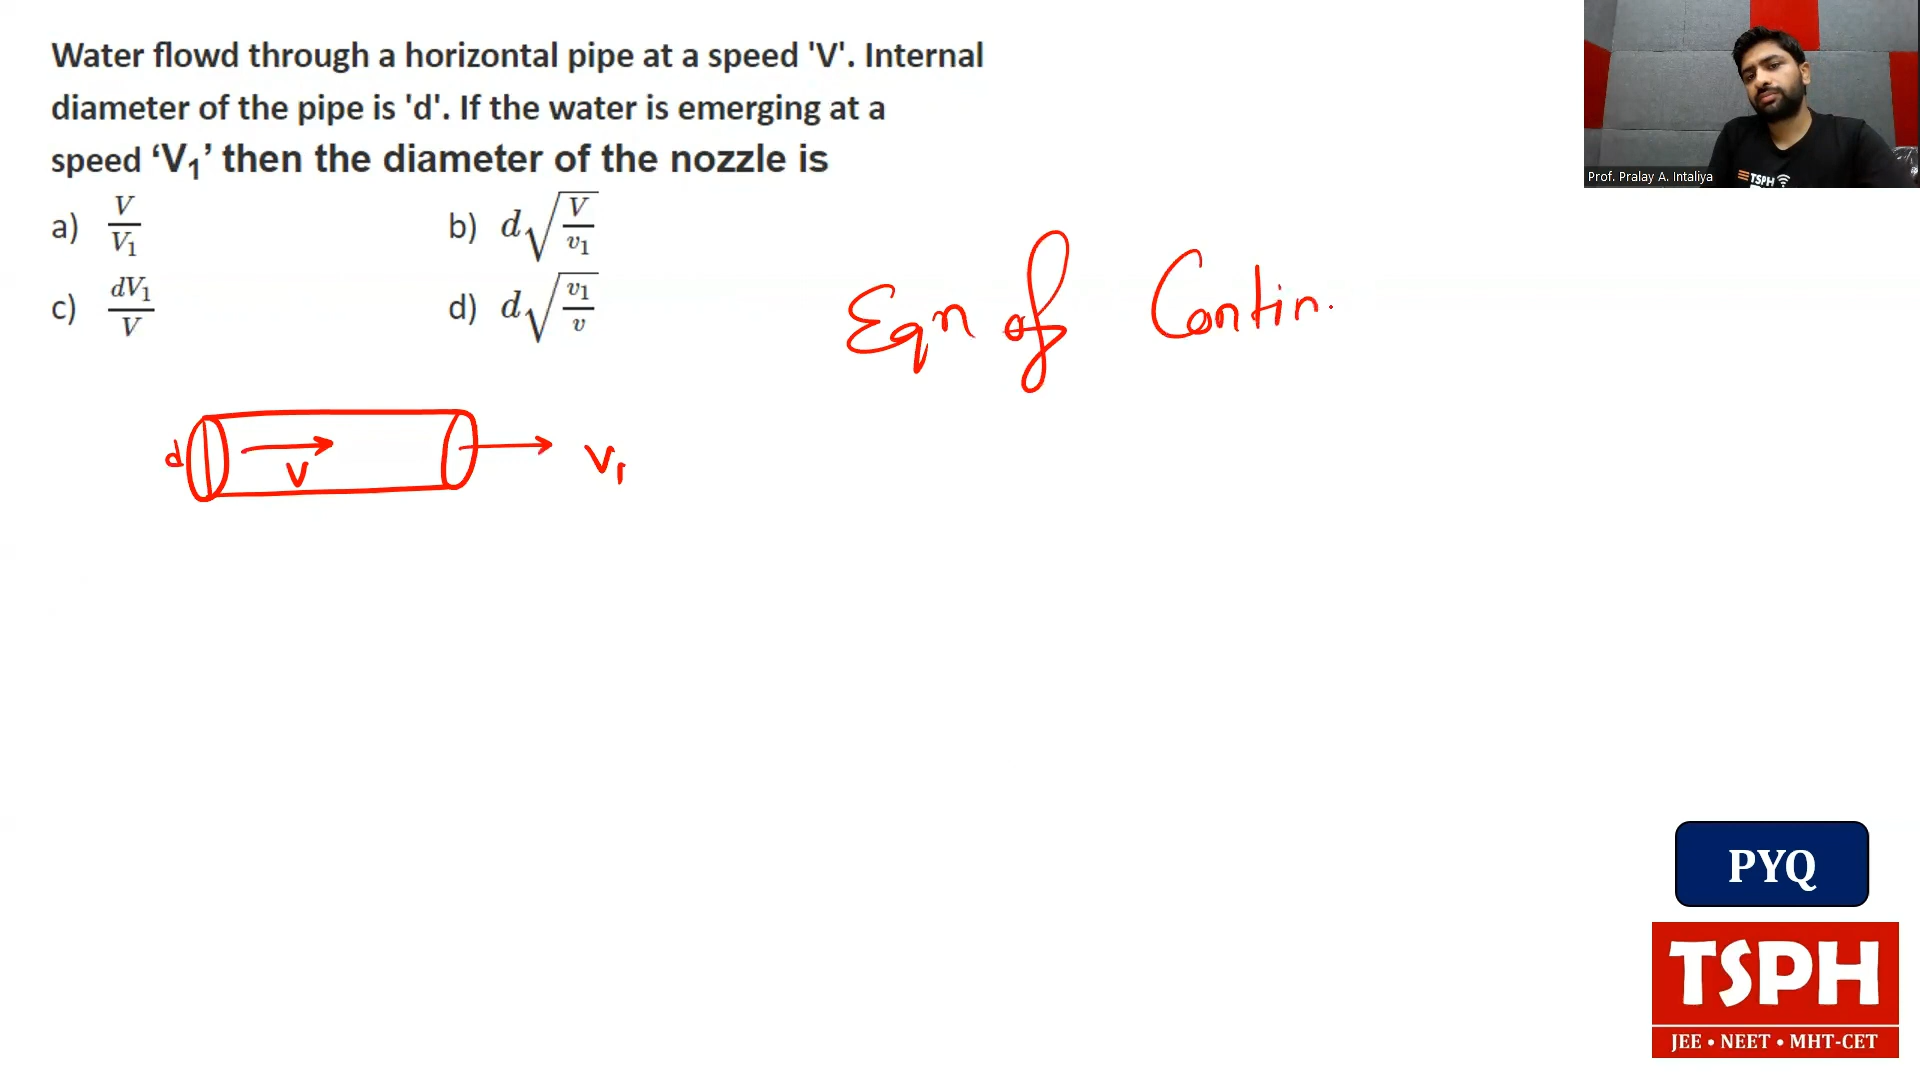 Water flowd through a horizontal pipe at a speed 'V'. Internal
diameter of the pipe is 'd'. If the water is emerging at a
speed ‘V₁’ then the diameter of the nozzle is
a) V/V₁ b) d√(V/v₁)
c) dV₁/V d) d√(v₁/v)
Eqn of Contin.
d V V₁
Prof. Pralay A. Intaliya
TSPH
PYQ
TSPH
JEE • NEET • MHT-CET